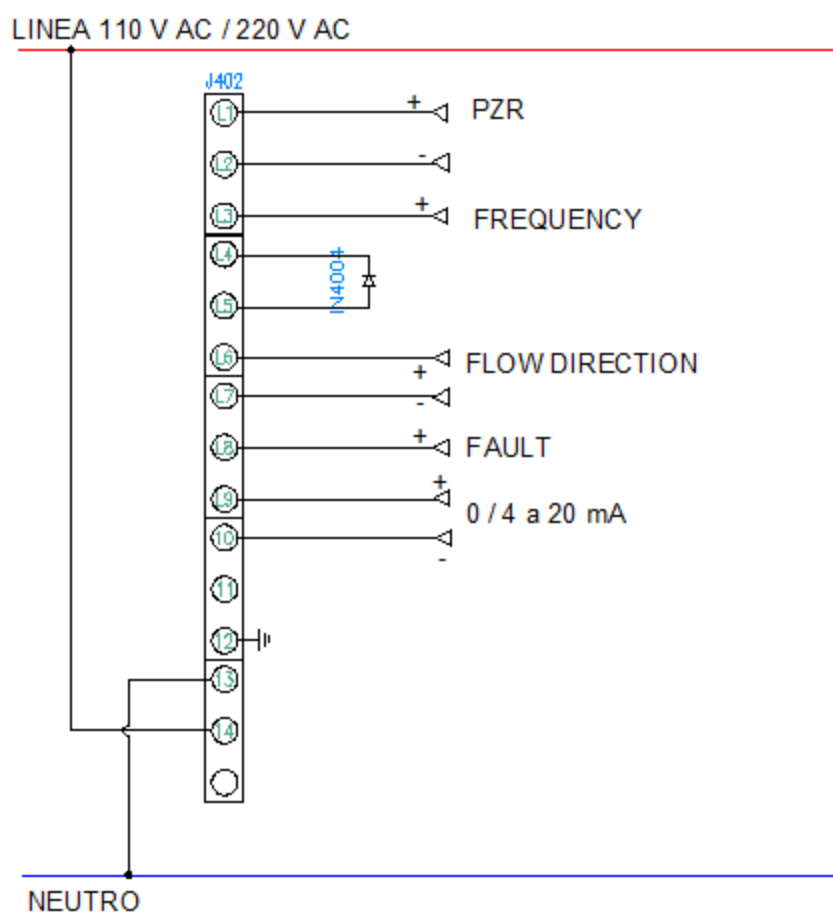 LINEA 110 V AC / 220 V AC
J402
L1 + PZR
L2 -
L3 + FREQUENCY
L4
1N4004
L5
L6 FLOW DIRECTION
+
L7 -
L8 + FAULT
+
L9 0 / 4 a 20 mA
10
-
11
12
13
14
NEUTRO